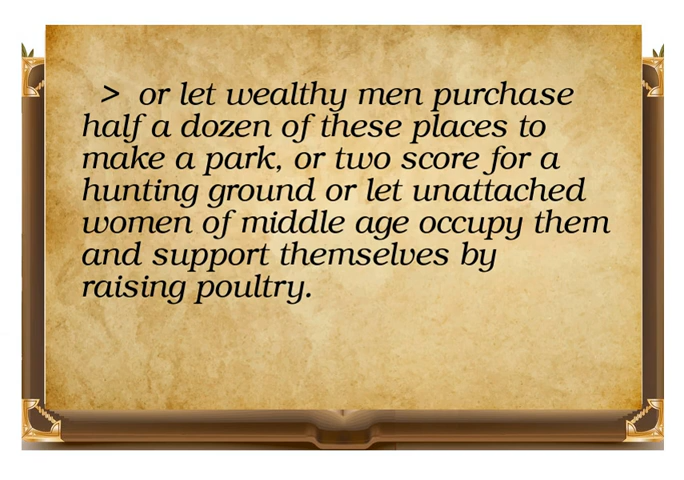 > or let wealthy men purchase
half a dozen of these places to
make a park, or two score for a
hunting ground or let unattached
women of middle age occupy them
and support themselves by
raising poultry.